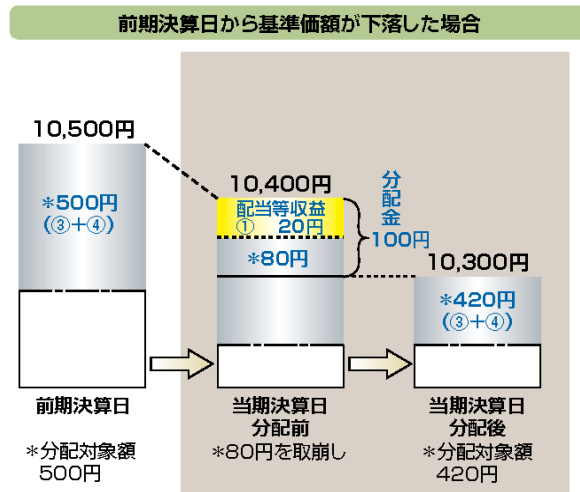 前期決算日から基準価額が下落した場合
10,500円
*500円
(③+④)
前期決算日
*分配対象額
500円
10,400円
配当等収益
① 20円
*80円
分配金
100円
当期決算日
分配前
*80円を取崩し
10,300円
*420円
(③+④)
当期決算日
分配後
*分配対象額
420円